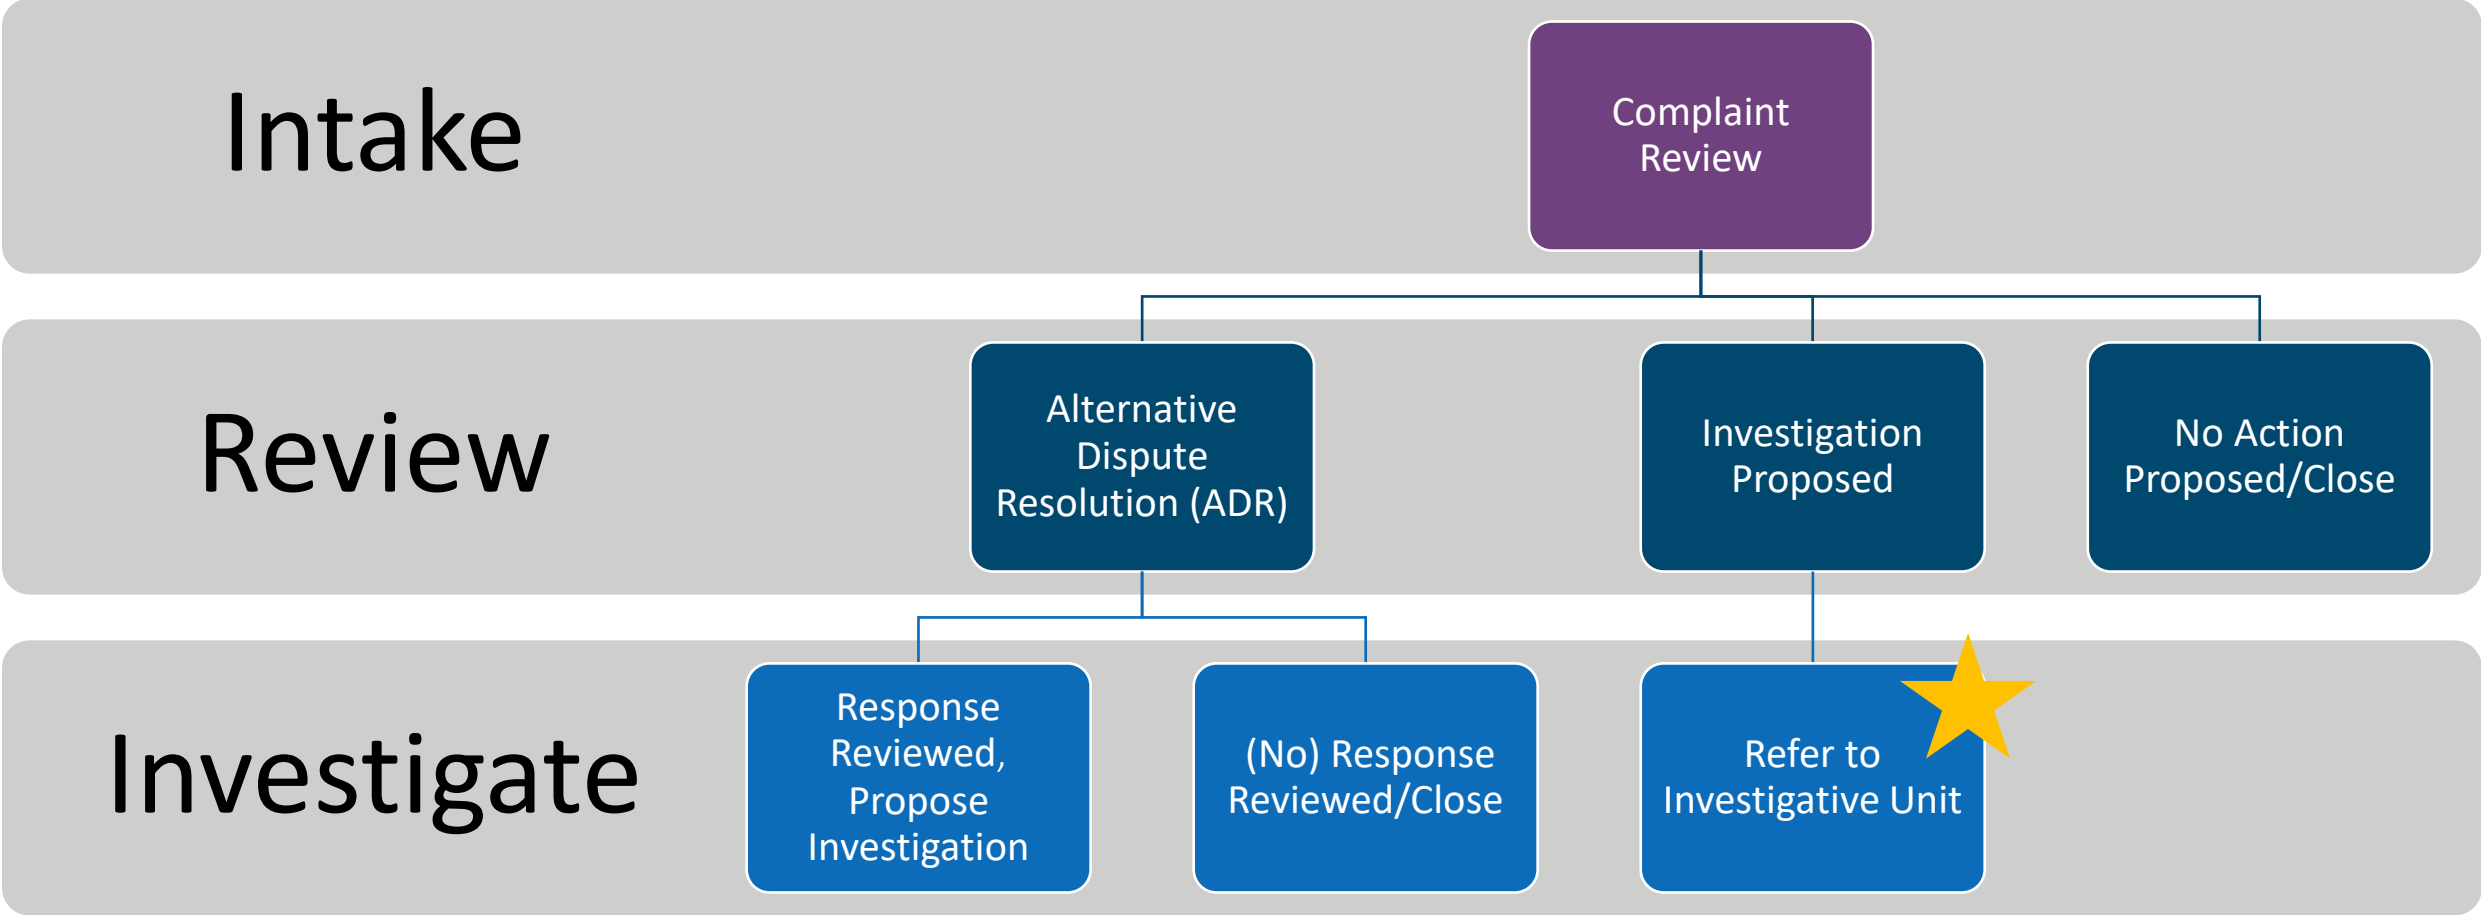 Intake
Complaint
Review
Review
Alternative
Dispute
Resolution (ADR)
Investigation
Proposed
No Action
Proposed/Close
Investigate
Response
Reviewed,
Propose
Investigation
(No) Response
Reviewed/Close
Refer to
Investigative Unit